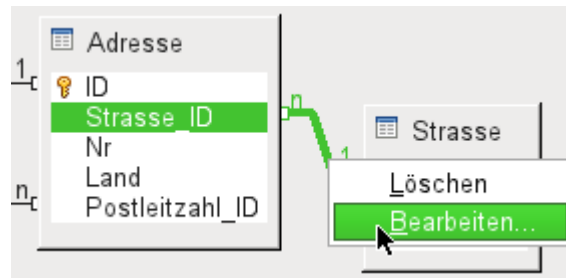 Adresse
1
ID
Strasse_ID
n
Nr
Land
n
Postleitzahl_ID
1
Strasse
Löschen
Bearbeiten...